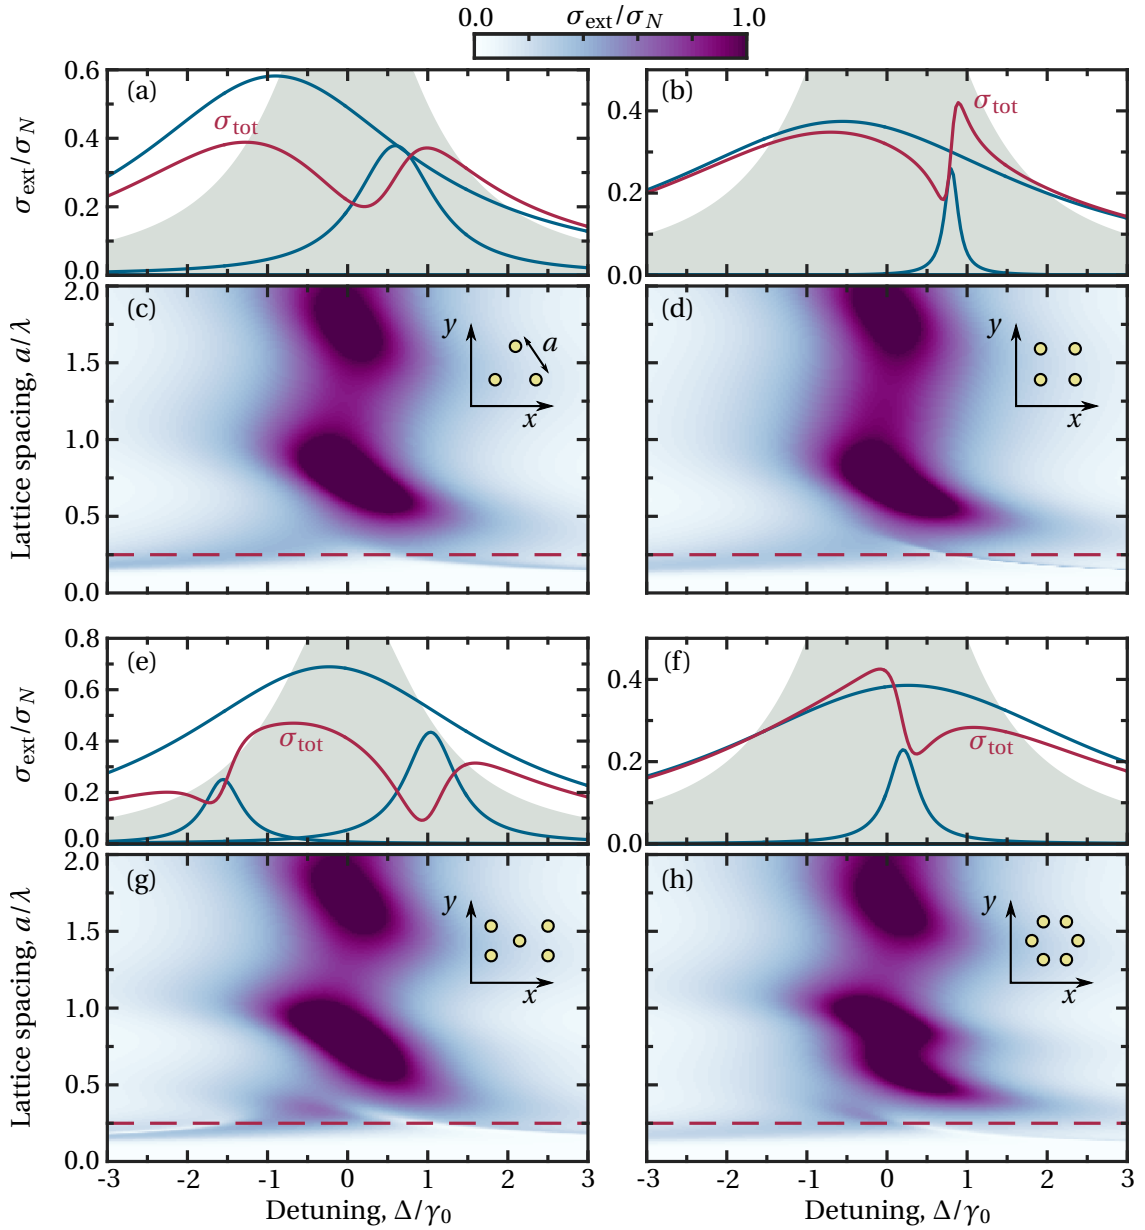 0.0 σext/σN 1.0
0.6 (a) (b)
0.4 σtot σtot 0.4
σext/σN
0.2 0.2
0.0 0.0
2.0 (c) y a x (d) y x
1.5
1.0
0.5
0.0
Lattice spacing, a/λ
0.8 (e) (f)
0.6 0.4
σext/σN
0.4 σtot σtot
0.2 0.2
0.0 0.0
2.0 (g) y x (h) y x
1.5
1.0
0.5
0.0
Lattice spacing, a/λ
-3 -2 -1 0 1 2 3 -3 -2 -1 0 1 2 3
Detuning, Δ/γ0 Detuning, Δ/γ0